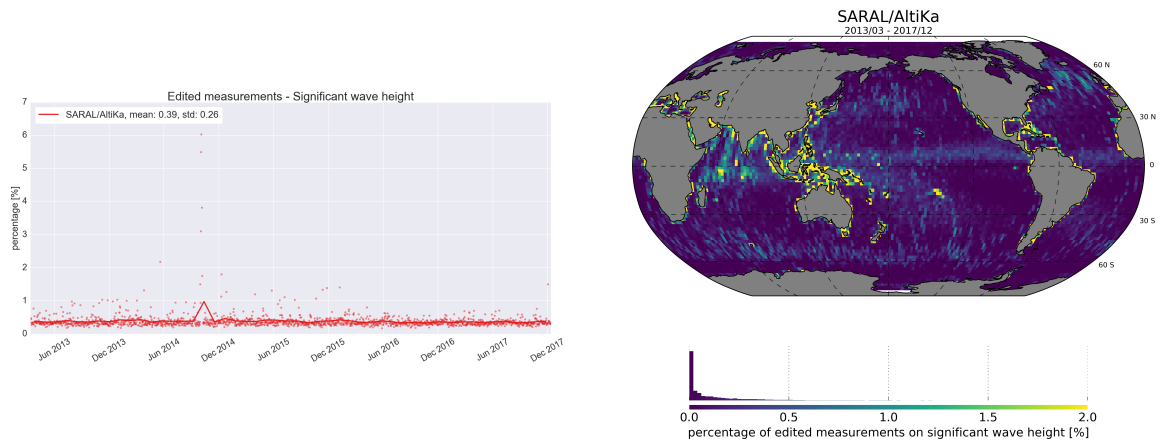 Edited measurements - Significant wave height
SARAL/AltiKa, mean: 0.39, std: 0.26
7
6
5
4
3
2
1
0
percentage [%]
Jun 2013
Dec 2013
Jun 2014
Dec 2014
Jun 2015
Dec 2015
Jun 2016
Dec 2016
Jun 2017
Dec 2017
SARAL/AltiKa
2013/03 - 2017/12
60 N
30 N
0
30 S
60 S
0.0 0.5 1.0 1.5 2.0
percentage of edited measurements on significant wave height [%]